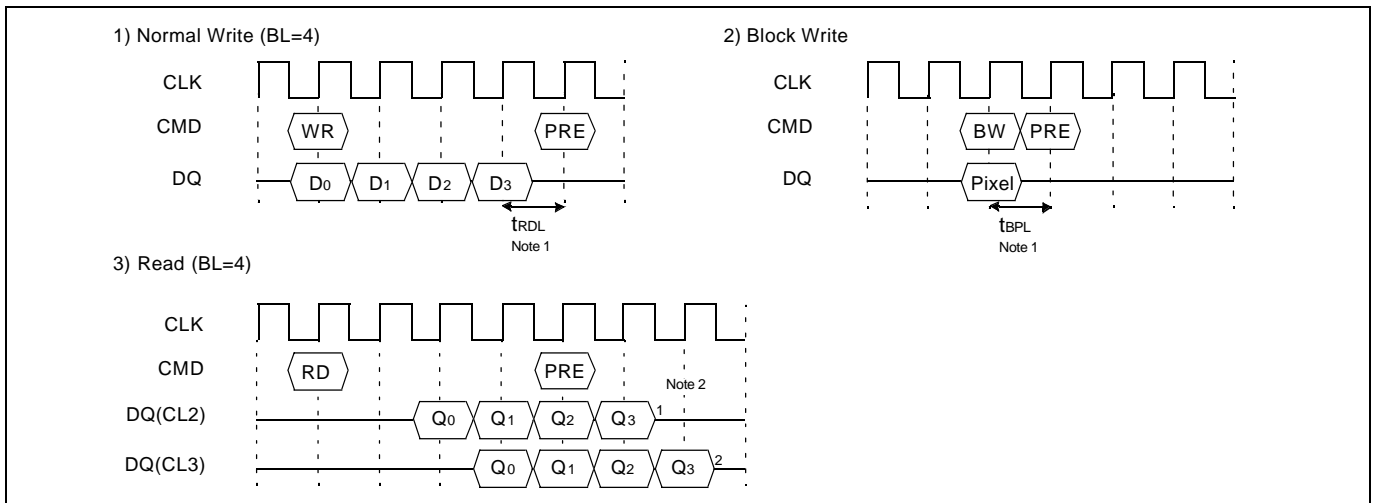 1) Normal Write (BL=4)
CLK
CMD WR PRE
DQ D0 D1 D2 D3
tRDL
Note 1
2) Block Write
CLK
CMD BW PRE
DQ Pixel
tBPL
Note 1
3) Read (BL=4)
CLK
CMD RD PRE
Note 2
DQ(CL2) Q0 Q1 Q2 Q3 1
DQ(CL3) Q0 Q1 Q2 Q3 2